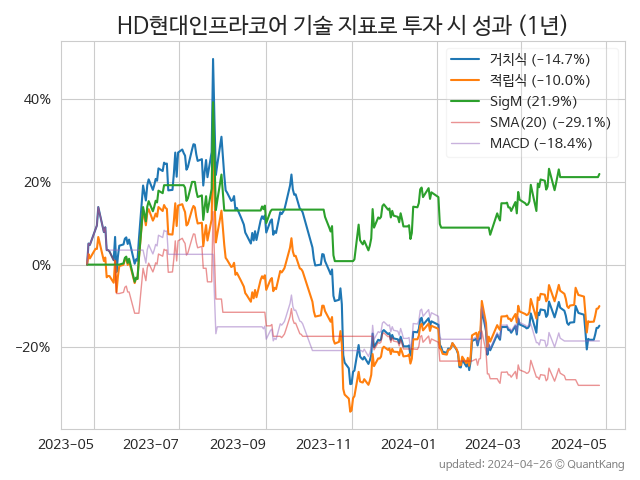 HD현대인프라코어 기술 지표로 투자 시 성과 (1년)
거치식 (−14.7%)
적립식 (−10.0%)
SigM (21.9%)
SMA(20) (−29.1%)
MACD (−18.4%)
40%
20%
0%
−20%
2023-05 2023-07 2023-09 2023-11 2024-01 2024-03 2024-05
updated: 2024-04-26 © QuantKang